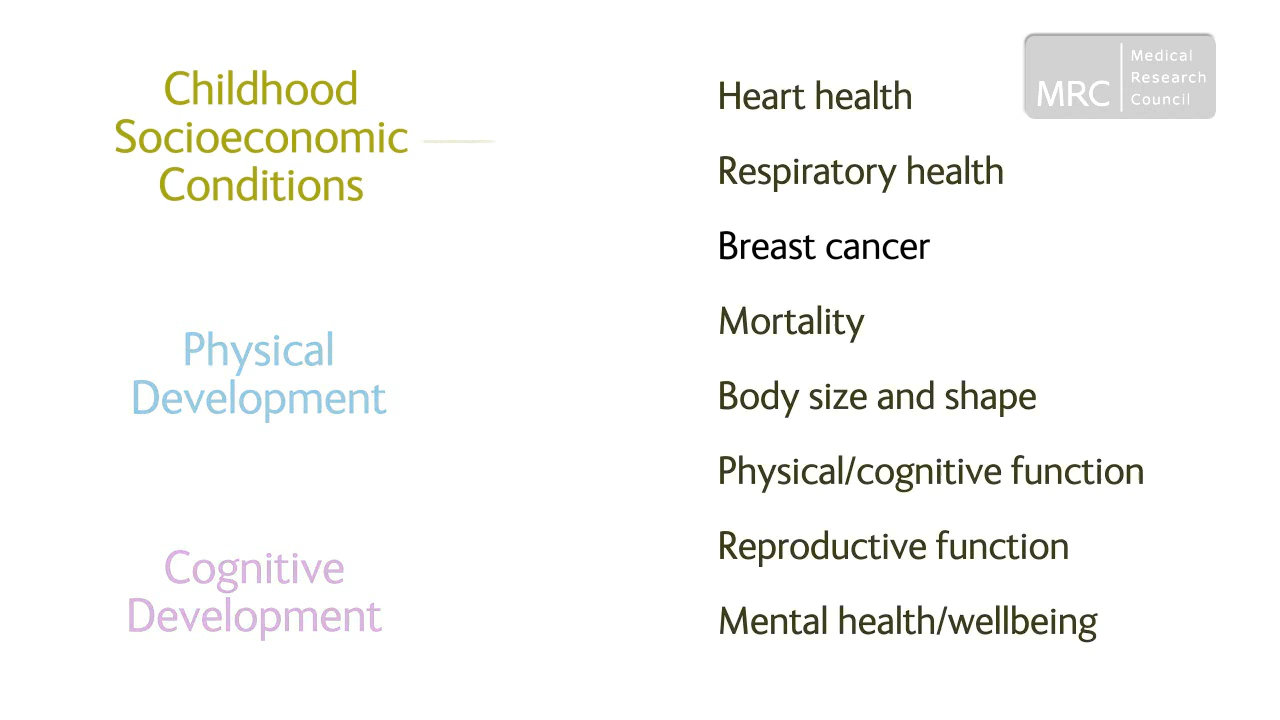 Childhood
Socioeconomic
Conditions
Physical
Development
Cognitive
Development
Heart health
Respiratory health
Breast cancer
Mortality
Body size and shape
Physical/cognitive function
Reproductive function
Mental health/wellbeing
MRC
Medical
Research
Council